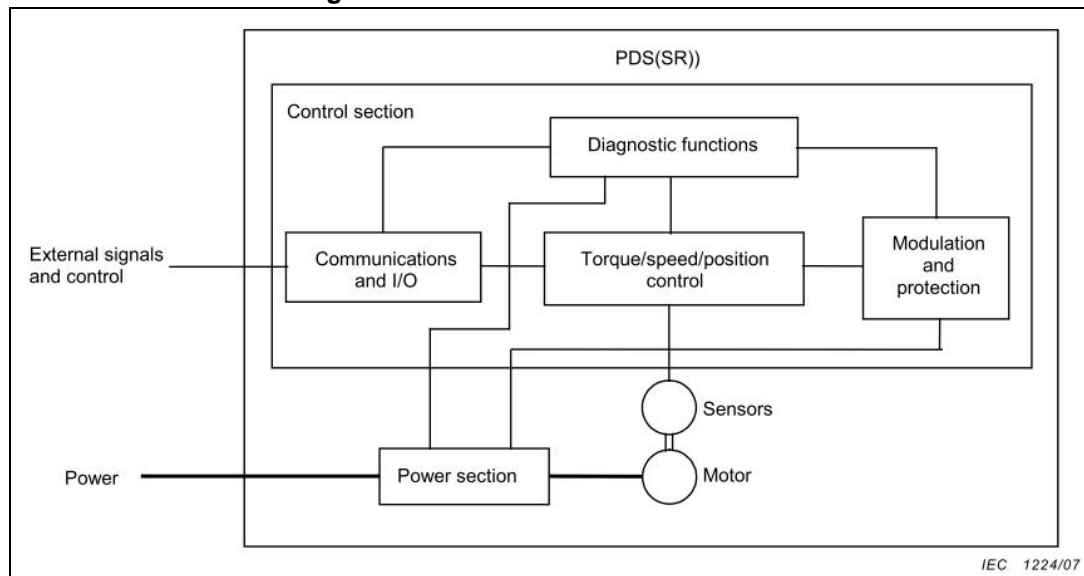 PDS(SR))
Control section
Diagnostic functions
External signals
and control
Communications
and I/O
Torque/speed/position
control
Modulation
and
protection
Sensors
Power
Power section
Motor
IEC 1224/07